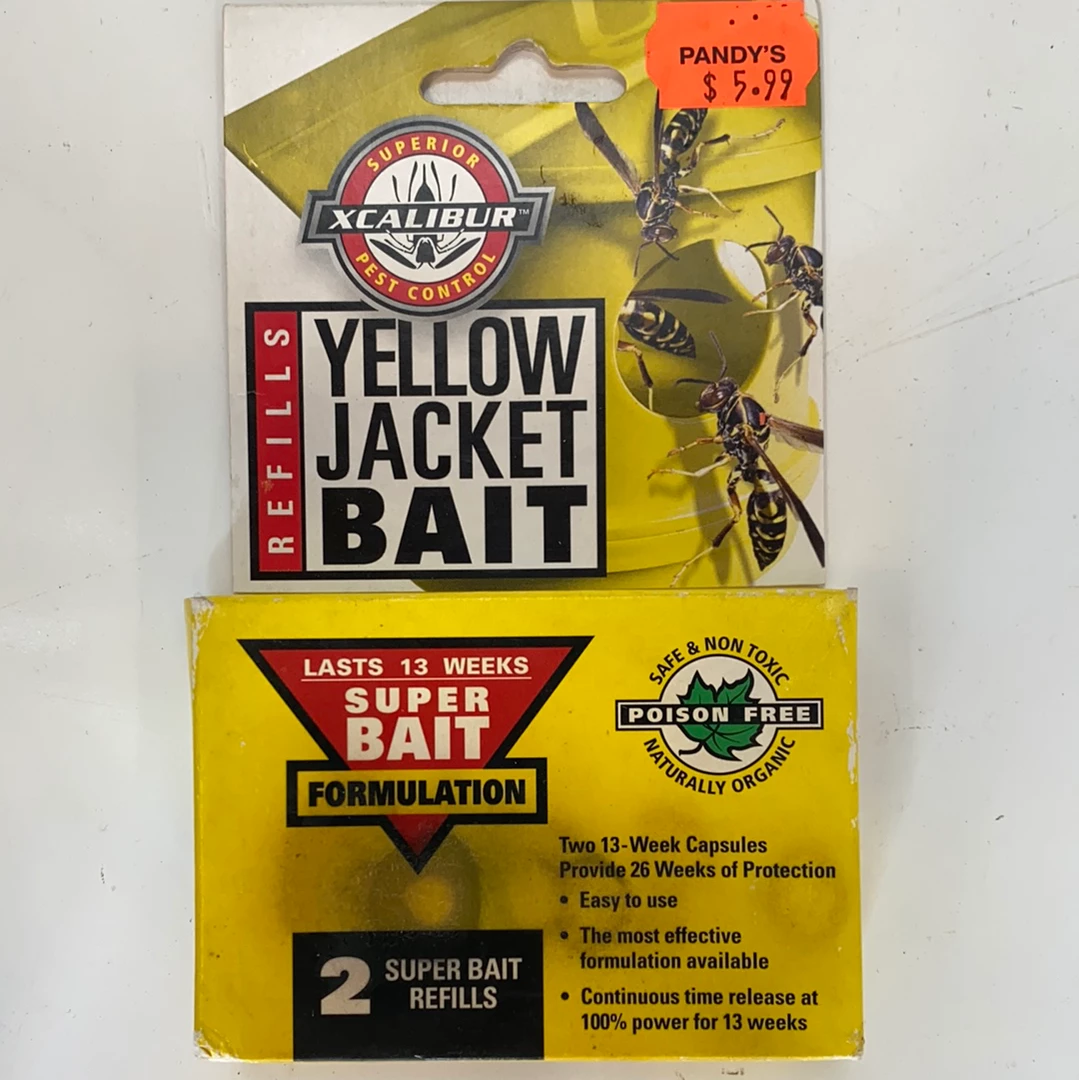 PANDY'S
$ 5.99
SUPERIOR
XCALIBUR™
PEST CONTROL
REFILLS
YELLOW
JACKET
BAIT
LASTS 13 WEEKS
SUPER
BAIT
FORMULATION
SAFE & NON TOXIC
POISON FREE
NATURALLY ORGANIC
Two 13-Week Capsules
Provide 26 Weeks of Protection
• Easy to use
• The most effective
formulation available
• Continuous time release at
100% power for 13 weeks
2 SUPER BAIT
REFILLS